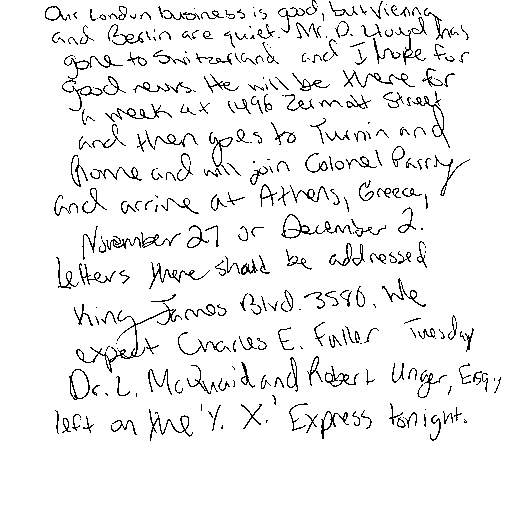 Our London business is good, but Vienna
and Berlin are quiet. Mr. D. Lloyd has
gone to Switzerland and I hope for
good news. He will be there for
a week at 1496 Zermatt Street
and then goes to Turnin and
Rome and will join Colonel Parry
and arrive at Athens, Greece,
November 27 or December 2.
Letters there should be addressed
King James Blvd. 3580. We
expect Charles E. Fuller Tuesday
Dr. L. McQuaid and Robert Unger, Esq.,
left on the 'Y. X.' Express tonight.